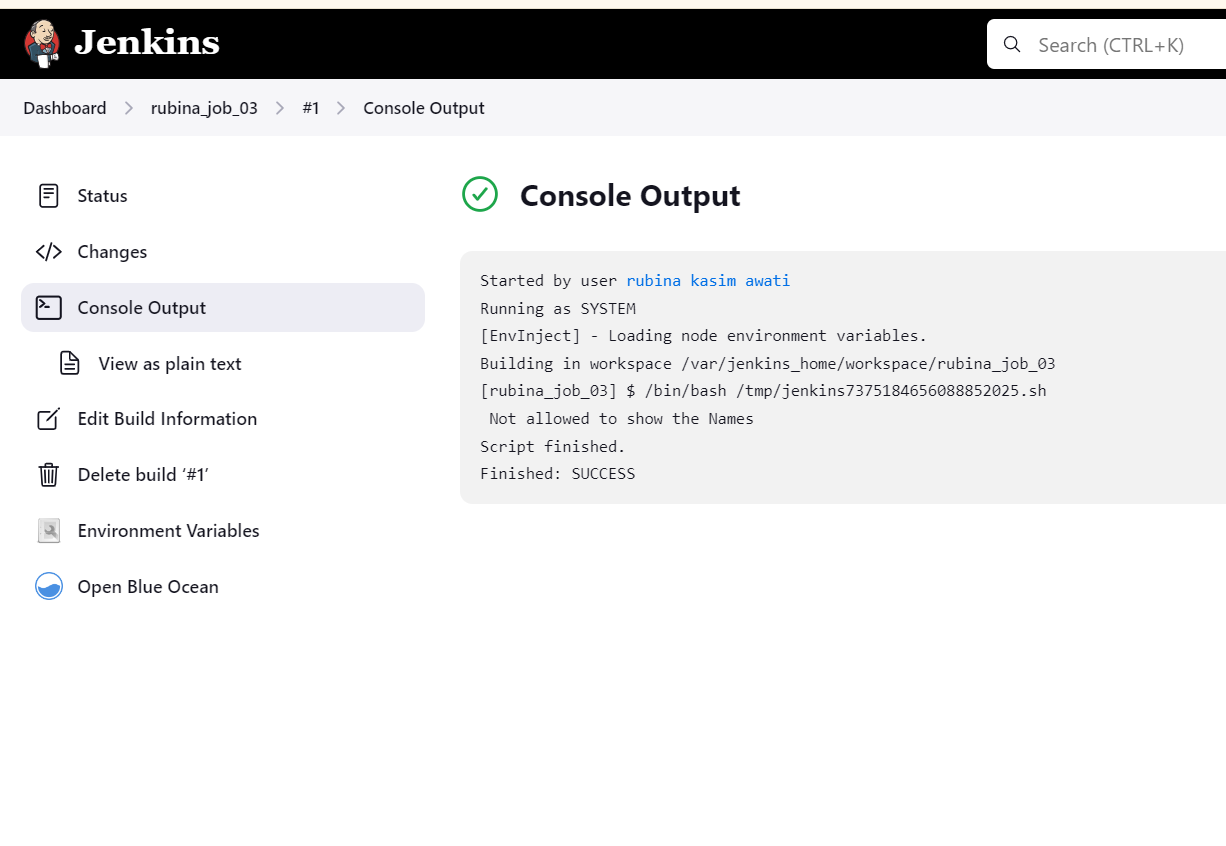 Jenkins
Search (CTRL+K)
Dashboard > rubina_job_03 > #1 > Console Output
Status
Changes
Console Output
View as plain text
Edit Build Information
Delete build ‘#1’
Environment Variables
Open Blue Ocean
Console Output
Started by user rubina kasim awati
Running as SYSTEM
[EnvInject] - Loading node environment variables.
Building in workspace /var/jenkins_home/workspace/rubina_job_03
[rubina_job_03] $ /bin/bash /tmp/jenkins7375184656088852025.sh
 Not allowed to show the Names
Script finished.
Finished: SUCCESS